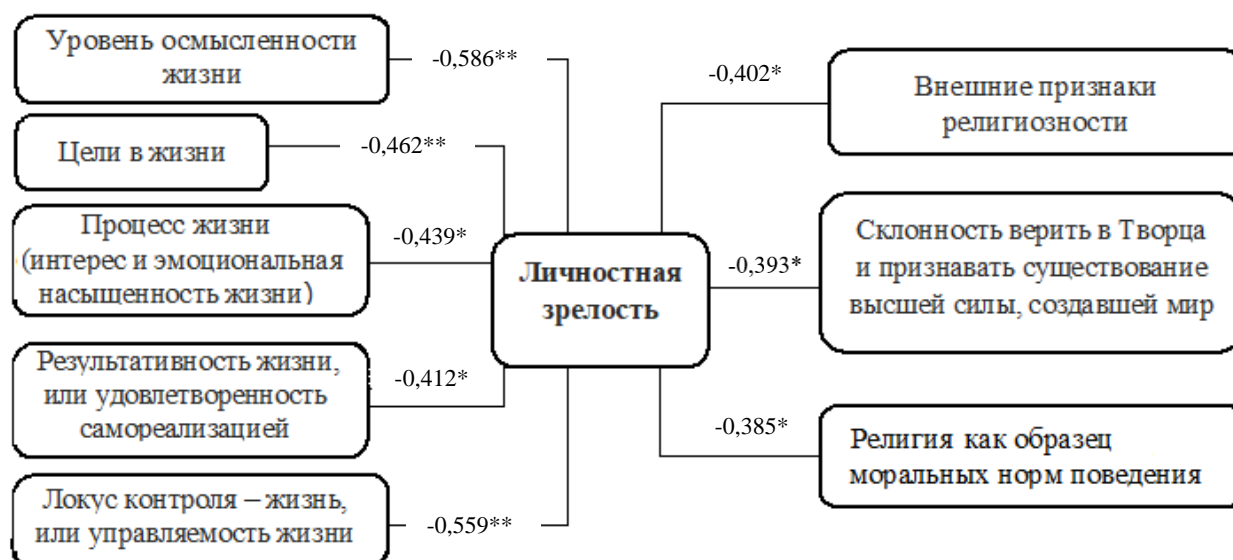 Уровень осмысленности
жизни
-0,586**
Цели в жизни
-0,462**
Процесс жизни
(интерес и эмоциональная
насыщенность жизни)
-0,439*
Результативность жизни,
или удовлетворенность
самореализацией
-0,412*
Локус контроля – жизнь,
или управляемость жизни
-0,559**
Личностная
зрелость
-0,402*
Внешние признаки
религиозности
-0,393*
Склонность верить в Творца
и признавать существование
высшей силы, создавшей мир
-0,385*
Религия как образец
моральных норм поведения